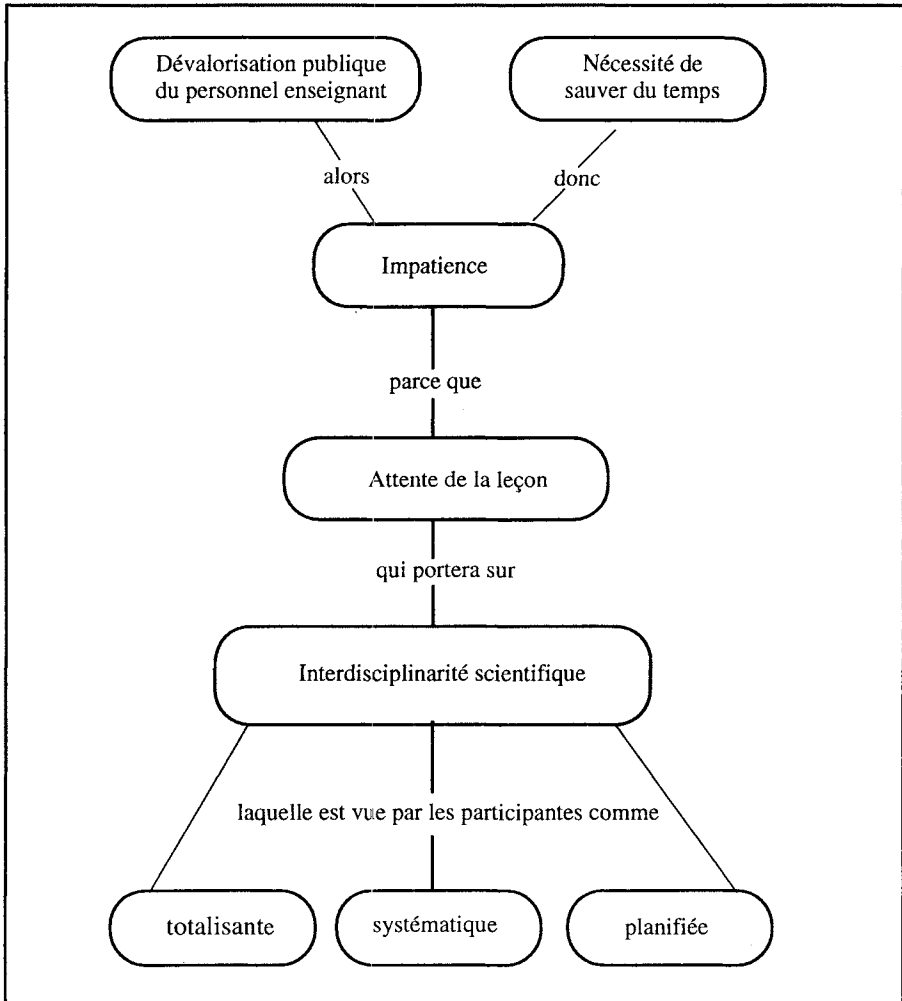 Dévalorisation publique
du personnel enseignant
Nécessité de
sauver du temps
alors
donc
Impatience
parce que
Attente de la leçon
qui portera sur
Interdisciplinarité scientifique
laquelle est vue par les participantes comme
totalisante
systématique
planifiée